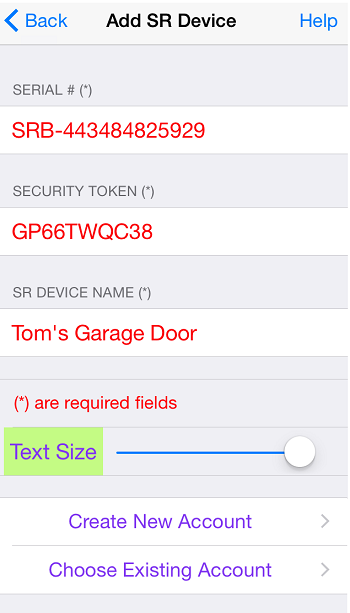 Back Add SR Device Help
SERIAL # (*)
SRB-443484825929
SECURITY TOKEN (*)
GP66TWQC38
SR DEVICE NAME (*)
Tom's Garage Door
(*) are required fields
Text Size
Create New Account
Choose Existing Account